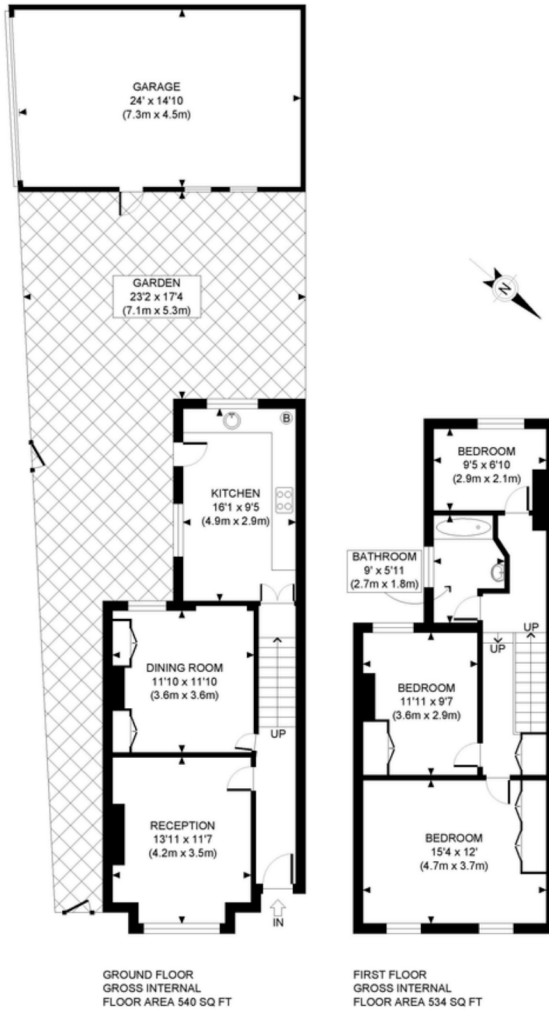 GARAGE
24' x 14'10
(7.3m x 4.5m)
GARDEN
23'2 x 17'4
(7.1m x 5.3m)
N
B
KITCHEN
16'1 x 9'5
(4.9m x 2.9m)
BEDROOM
9'5 x 6'10
(2.9m x 2.1m)
BATHROOM
9' x 5'11
(2.7m x 1.8m)
DINING ROOM
11'10 x 11'10
(3.6m x 3.6m)
UP
UP
UP
BEDROOM
11'11 x 9'7
(3.6m x 2.9m)
RECEPTION
13'11 x 11'7
(4.2m x 3.5m)
BEDROOM
15'4 x 12'
(4.7m x 3.7m)
IN
GROUND FLOOR
GROSS INTERNAL
FLOOR AREA 540 SQ FT
FIRST FLOOR
GROSS INTERNAL
FLOOR AREA 534 SQ FT